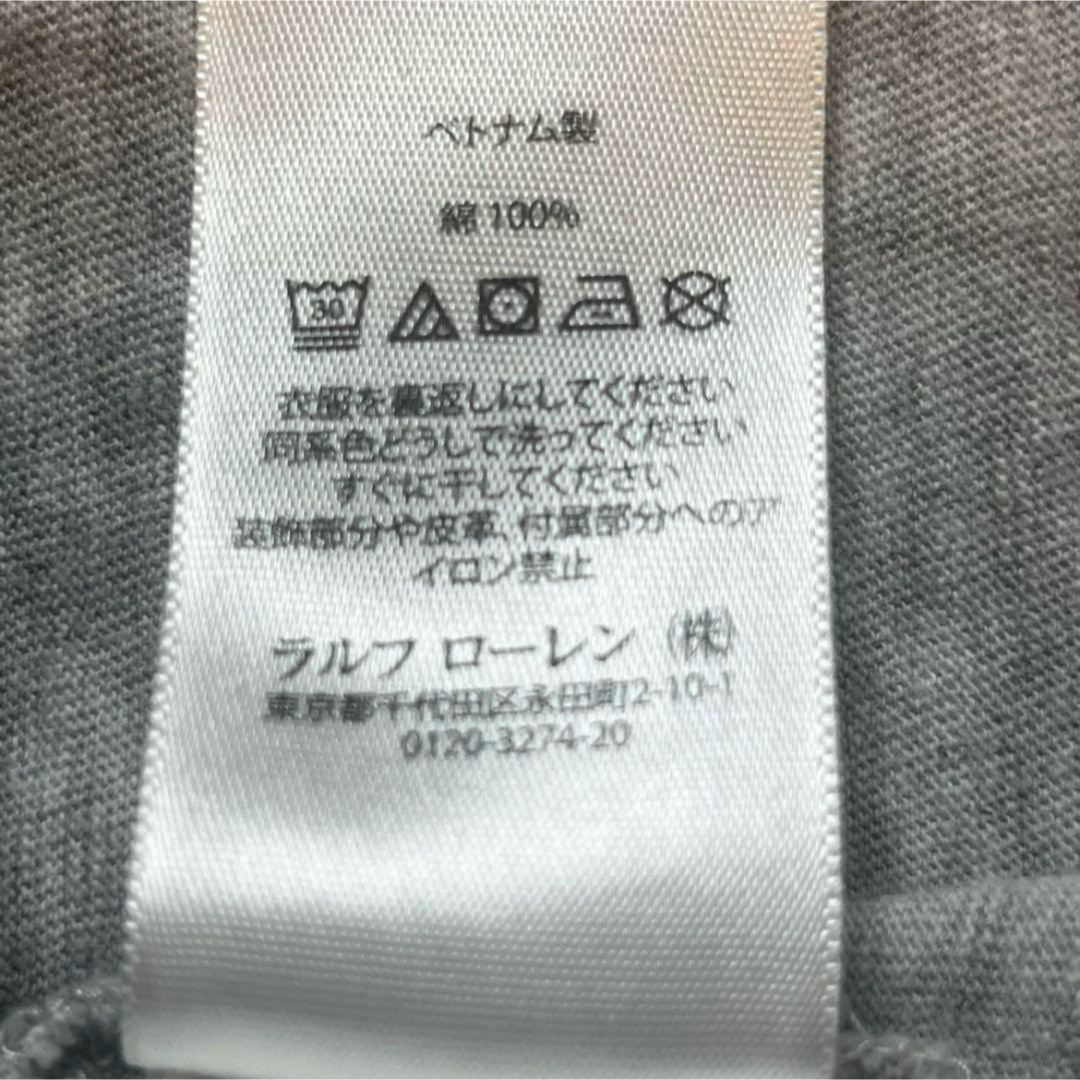 ベトナム製
綿 100%
30
衣服を裏返しにしてください
同系色どうしで洗ってください
すぐに干してください
装飾部分や皮革、付属部分へのア
イロン禁止
ラルフ ローレン (株)
東京都千代田区永田町2-10-1
0120-3274-20